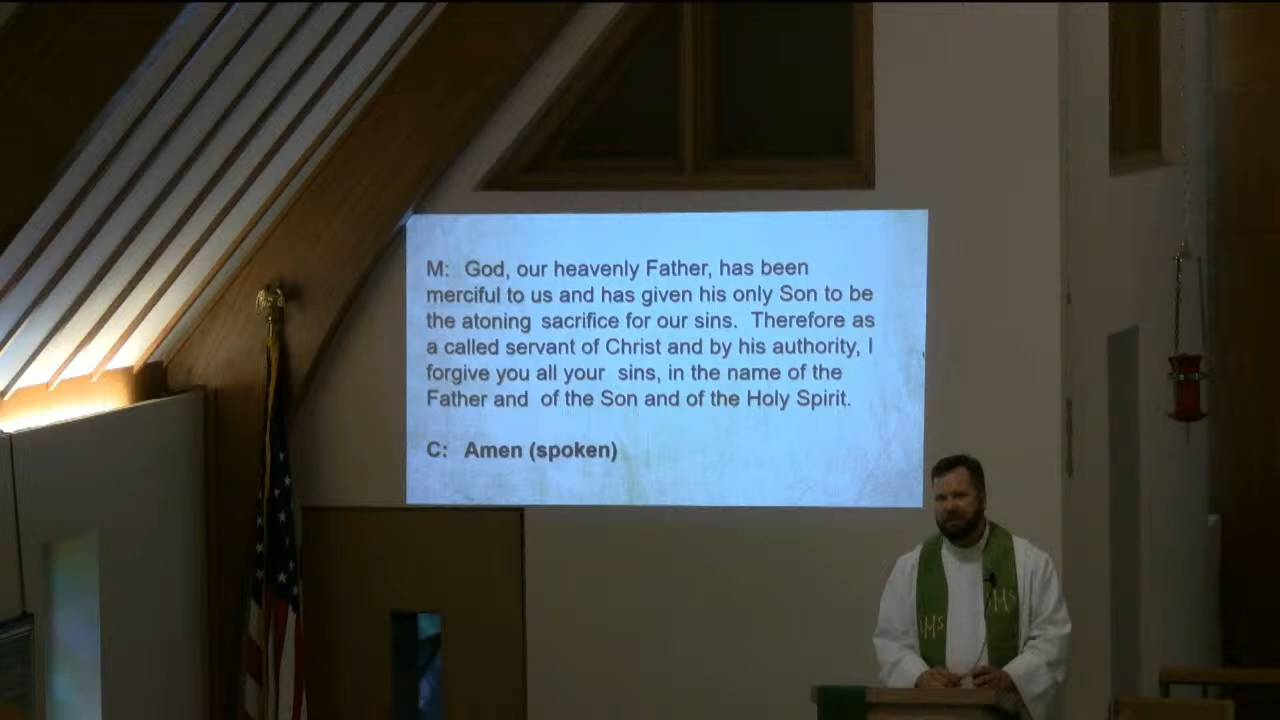 M: God, our heavenly Father, has been
merciful to us and has given his only Son to be
the atoning sacrifice for our sins. Therefore as
a called servant of Christ and by his authority, I
forgive you all your sins, in the name of the
Father and of the Son and of the Holy Spirit.
C: Amen (spoken)
IHS
IHS